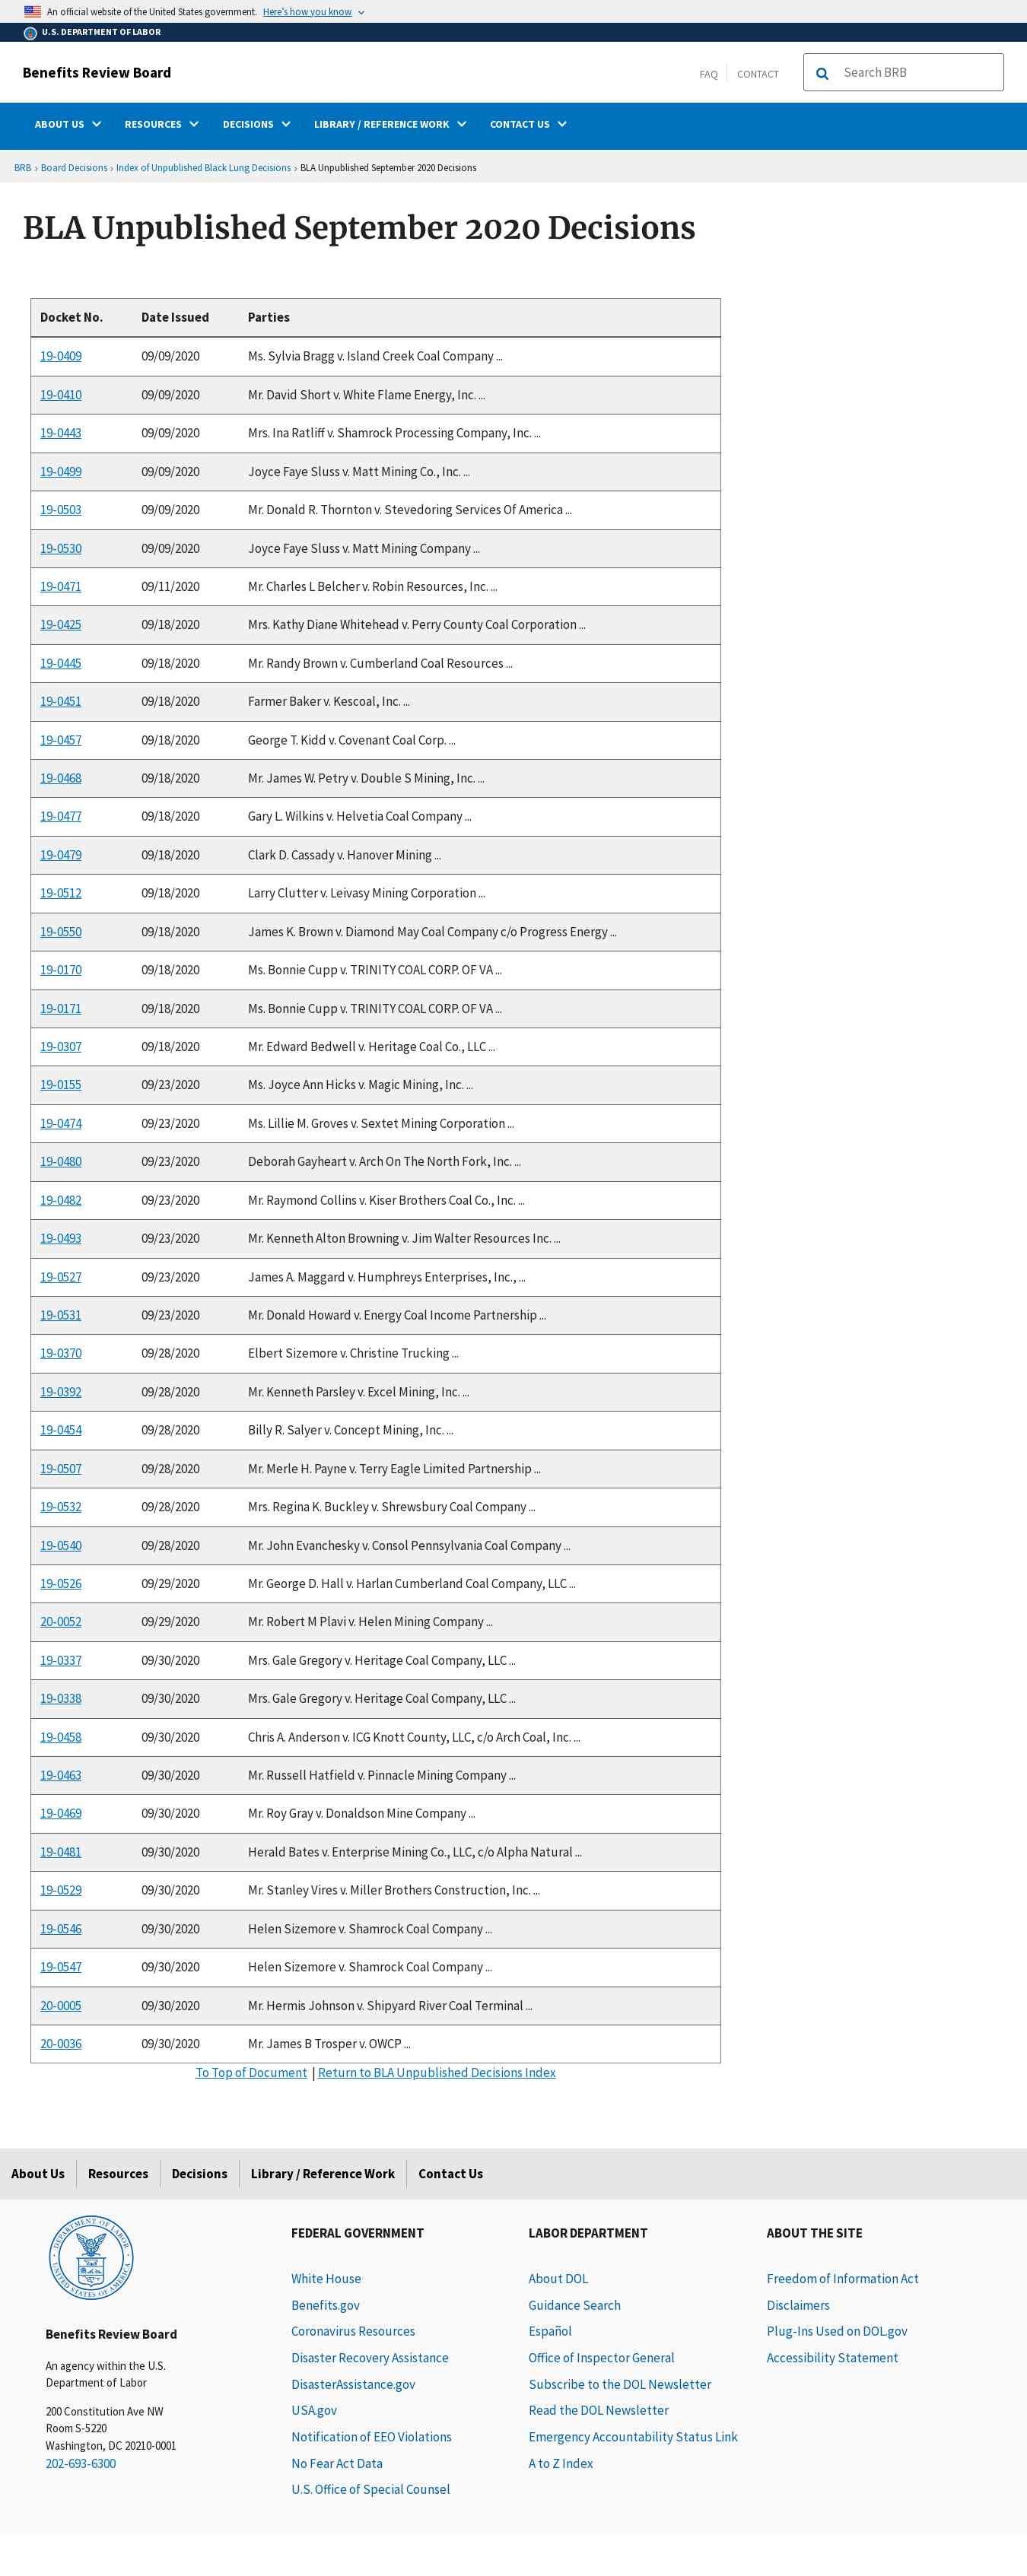 An official website of the United States government. Here's how you know
U.S. DEPARTMENT OF LABOR
Benefits Review Board
FAQ
CONTACT
Search BRB
ABOUT US
RESOURCES
DECISIONS
LIBRARY / REFERENCE WORK
CONTACT US
BRB › Board Decisions › Index of Unpublished Black Lung Decisions › BLA Unpublished September 2020 Decisions
BLA Unpublished September 2020 Decisions
Docket No. Date Issued Parties
19-0409 09/09/2020 Ms. Sylvia Bragg v. Island Creek Coal Company ...
19-0410 09/09/2020 Mr. David Short v. White Flame Energy, Inc. ...
19-0443 09/09/2020 Mrs. Ina Ratliff v. Shamrock Processing Company, Inc. ...
19-0499 09/09/2020 Joyce Faye Sluss v. Matt Mining Co., Inc. ...
19-0503 09/09/2020 Mr. Donald R. Thornton v. Stevedoring Services Of America ...
19-0530 09/09/2020 Joyce Faye Sluss v. Matt Mining Company ...
19-0471 09/11/2020 Mr. Charles L Belcher v. Robin Resources, Inc. ...
19-0425 09/18/2020 Mrs. Kathy Diane Whitehead v. Perry County Coal Corporation ...
19-0445 09/18/2020 Mr. Randy Brown v. Cumberland Coal Resources ...
19-0451 09/18/2020 Farmer Baker v. Kescoal, Inc. ...
19-0457 09/18/2020 George T. Kidd v. Covenant Coal Corp. ...
19-0468 09/18/2020 Mr. James W. Petry v. Double S Mining, Inc. ...
19-0477 09/18/2020 Gary L. Wilkins v. Helvetia Coal Company ...
19-0479 09/18/2020 Clark D. Cassady v. Hanover Mining ...
19-0512 09/18/2020 Larry Clutter v. Leivasy Mining Corporation ...
19-0550 09/18/2020 James K. Brown v. Diamond May Coal Company c/o Progress Energy ...
19-0170 09/18/2020 Ms. Bonnie Cupp v. TRINITY COAL CORP. OF VA ...
19-0171 09/18/2020 Ms. Bonnie Cupp v. TRINITY COAL CORP. OF VA ...
19-0307 09/18/2020 Mr. Edward Bedwell v. Heritage Coal Co., LLC ...
19-0155 09/23/2020 Ms. Joyce Ann Hicks v. Magic Mining, Inc. ...
19-0474 09/23/2020 Ms. Lillie M. Groves v. Sextet Mining Corporation ...
19-0480 09/23/2020 Deborah Gayheart v. Arch On The North Fork, Inc. ...
19-0482 09/23/2020 Mr. Raymond Collins v. Kiser Brothers Coal Co., Inc. ...
19-0493 09/23/2020 Mr. Kenneth Alton Browning v. Jim Walter Resources Inc. ...
19-0527 09/23/2020 James A. Maggard v. Humphreys Enterprises, Inc., ...
19-0531 09/23/2020 Mr. Donald Howard v. Energy Coal Income Partnership ...
19-0370 09/28/2020 Elbert Sizemore v. Christine Trucking ...
19-0392 09/28/2020 Mr. Kenneth Parsley v. Excel Mining, Inc. ...
19-0454 09/28/2020 Billy R. Salyer v. Concept Mining, Inc. ...
19-0507 09/28/2020 Mr. Merle H. Payne v. Terry Eagle Limited Partnership ...
19-0532 09/28/2020 Mrs. Regina K. Buckley v. Shrewsbury Coal Company ...
19-0540 09/28/2020 Mr. John Evanchesky v. Consol Pennsylvania Coal Company ...
19-0526 09/29/2020 Mr. George D. Hall v. Harlan Cumberland Coal Company, LLC ...
20-0052 09/29/2020 Mr. Robert M Plavi v. Helen Mining Company ...
19-0337 09/30/2020 Mrs. Gale Gregory v. Heritage Coal Company, LLC ...
19-0338 09/30/2020 Mrs. Gale Gregory v. Heritage Coal Company, LLC ...
19-0458 09/30/2020 Chris A. Anderson v. ICG Knott County, LLC, c/o Arch Coal, Inc. ...
19-0463 09/30/2020 Mr. Russell Hatfield v. Pinnacle Mining Company ...
19-0469 09/30/2020 Mr. Roy Gray v. Donaldson Mine Company ...
19-0481 09/30/2020 Herald Bates v. Enterprise Mining Co., LLC, c/o Alpha Natural ...
19-0529 09/30/2020 Mr. Stanley Vires v. Miller Brothers Construction, Inc. ...
19-0546 09/30/2020 Helen Sizemore v. Shamrock Coal Company ...
19-0547 09/30/2020 Helen Sizemore v. Shamrock Coal Company ...
20-0005 09/30/2020 Mr. Hermis Johnson v. Shipyard River Coal Terminal ...
20-0036 09/30/2020 Mr. James B Trosper v. OWCP ...
To Top of Document | Return to BLA Unpublished Decisions Index
About Us
Resources
Decisions
Library / Reference Work
Contact Us
DEPARTMENT OF LABOR
UNITED STATES OF AMERICA
Benefits Review Board
An agency within the U.S.
Department of Labor
200 Constitution Ave NW
Room S-5220
Washington, DC 20210-0001
202-693-6300
FEDERAL GOVERNMENT
White House
Benefits.gov
Coronavirus Resources
Disaster Recovery Assistance
DisasterAssistance.gov
USA.gov
Notification of EEO Violations
No Fear Act Data
U.S. Office of Special Counsel
LABOR DEPARTMENT
About DOL
Guidance Search
Español
Office of Inspector General
Subscribe to the DOL Newsletter
Read the DOL Newsletter
Emergency Accountability Status Link
A to Z Index
ABOUT THE SITE
Freedom of Information Act
Disclaimers
Plug-Ins Used on DOL.gov
Accessibility Statement